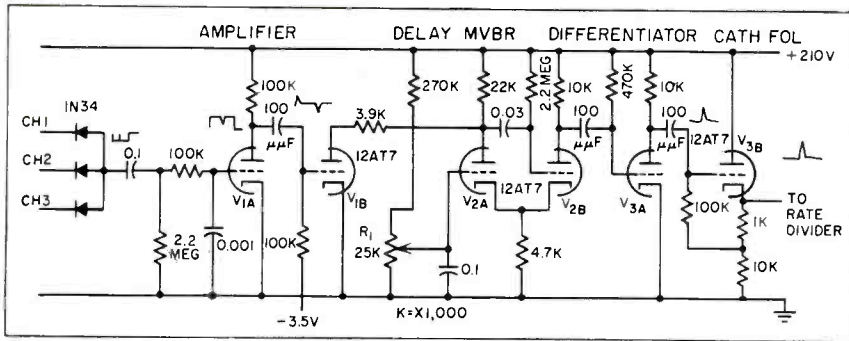 AMPLIFIER DELAY MVBR DIFFERENTIATOR CATH FOL
+210V
100K
270K
22K
2.2 MEG
10K
470K
10K
CH1
CH2
CH3
IN34
0.1
100K
100
μμF
3.9K
0.03
100
μμF
100
μμF
12AT7
V1A
12AT7
V1B
V2A
12AT7
V2B
V3A
12AT7
V3B
2.2
MEG
0.001
100K
R1
25K
0.1
4.7K
100K
1K
10K
TO
RATE
DIVIDER
-3.5V
K=X1,000